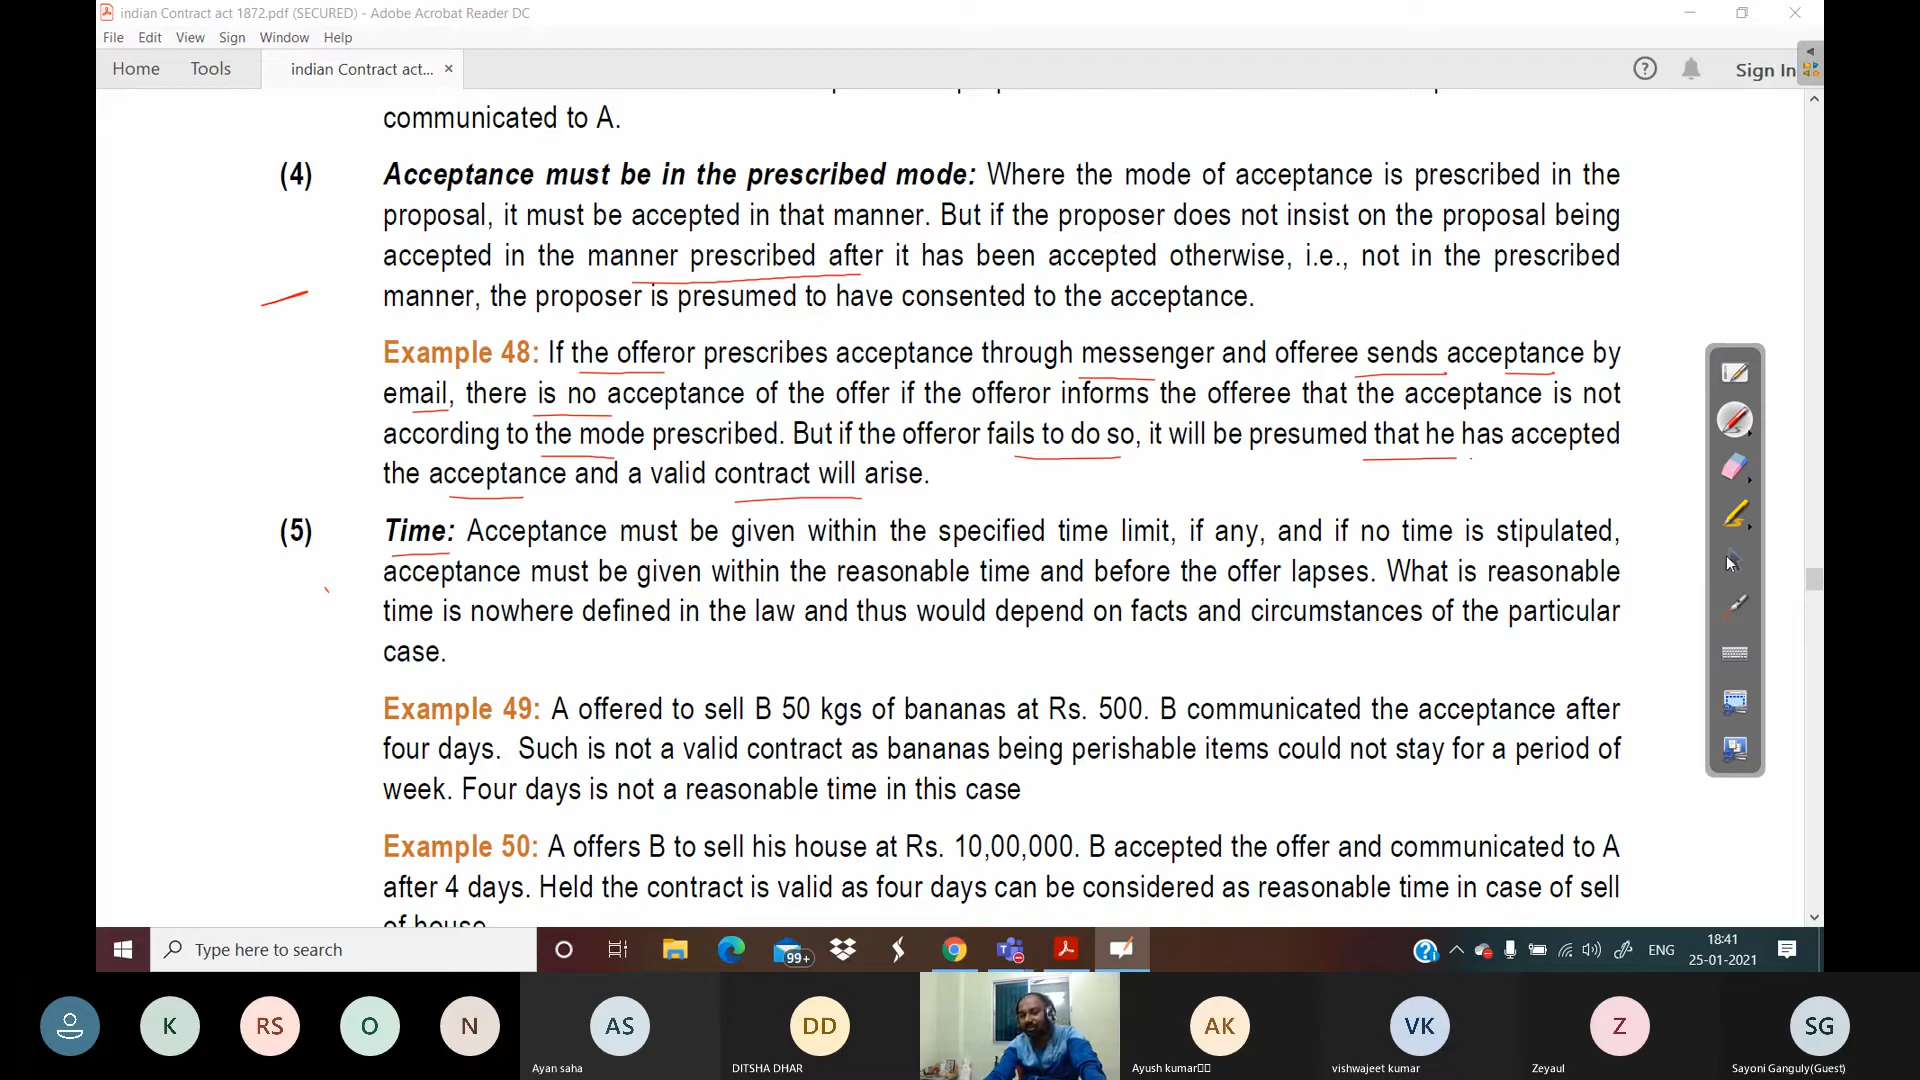 indian Contract act 1872.pdf (SECURED) - Adobe Acrobat Reader DC
File Edit View Sign Window Help
Home Tools indian Contract act... × Sign In
communicated to A.
(4) Acceptance must be in the prescribed mode: Where the mode of acceptance is prescribed in the
proposal, it must be accepted in that manner. But if the proposer does not insist on the proposal being
accepted in the manner prescribed after it has been accepted otherwise, i.e., not in the prescribed
manner, the proposer is presumed to have consented to the acceptance.
Example 48: If the offeror prescribes acceptance through messenger and offeree sends acceptance by
email, there is no acceptance of the offer if the offeror informs the offeree that the acceptance is not
according to the mode prescribed. But if the offeror fails to do so, it will be presumed that he has accepted
the acceptance and a valid contract will arise.
(5) Time: Acceptance must be given within the specified time limit, if any, and if no time is stipulated,
acceptance must be given within the reasonable time and before the offer lapses. What is reasonable
time is nowhere defined in the law and thus would depend on facts and circumstances of the particular
case.
Example 49: A offered to sell B 50 kgs of bananas at Rs. 500. B communicated the acceptance after
four days. Such is not a valid contract as bananas being perishable items could not stay for a period of
week. Four days is not a reasonable time in this case
Example 50: A offers B to sell his house at Rs. 10,00,000. B accepted the offer and communicated to A
after 4 days. Held the contract is valid as four days can be considered as reasonable time in case of sell
of house
Type here to search 99+ ENG 18:41
25-01-2021
K RS O N AS DD AK VK Z SG
Ayan saha DITSHA DHAR Ayush kumar vishwajeet kumar Zeyaul Sayoni Ganguly(Guest)